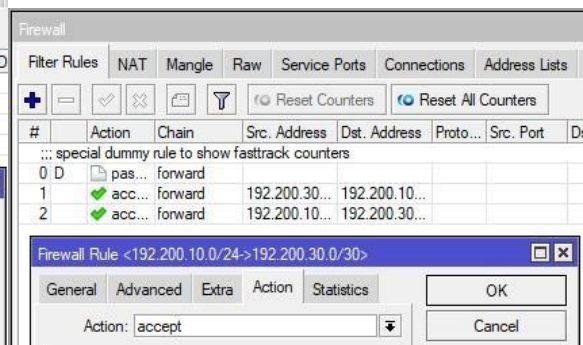 Firewall
Filter Rules NAT Mangle Raw Service Ports Connections Address Lists
Reset Counters Reset All Counters
# Action Chain Src. Address Dst. Address Proto... Src. Port
::: special dummy rule to show fasttrack counters
0 D pas... forward
1 acc... forward 192.200.30... 192.200.10...
2 acc... forward 192.200.10... 192.200.30...
Firewall Rule <192.200.10.0/24->192.200.30.0/30>
General Advanced Extra Action Statistics OK
Action: accept Cancel